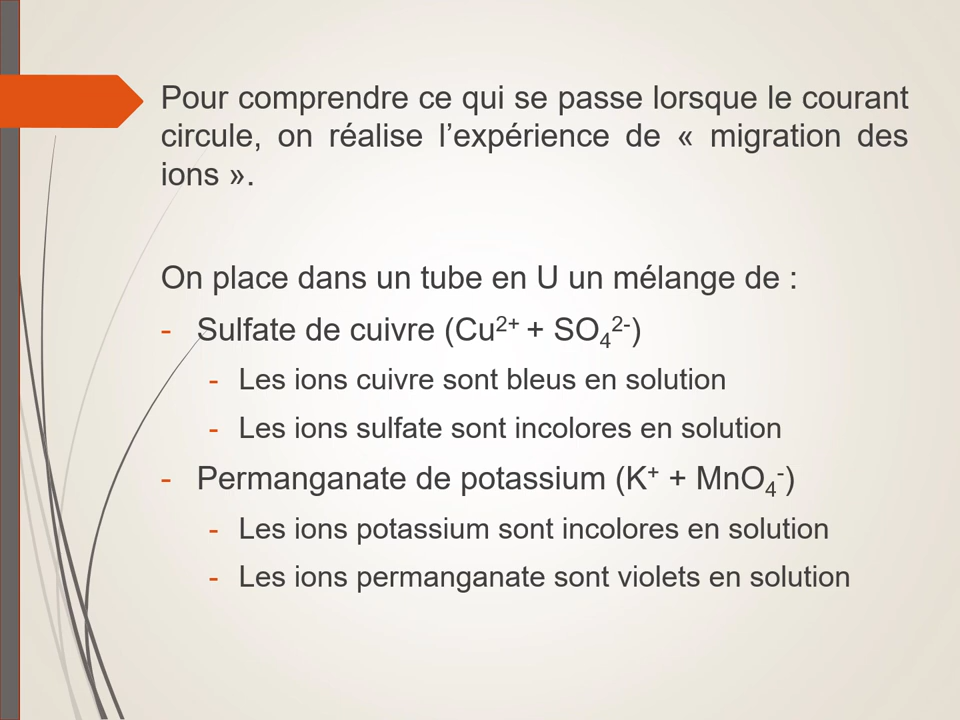 Pour comprendre ce qui se passe lorsque le courant
circule, on réalise l’expérience de « migration des
ions ».
On place dans un tube en U un mélange de :
- Sulfate de cuivre (Cu²⁺ + SO₄²⁻)
- Les ions cuivre sont bleus en solution
- Les ions sulfate sont incolores en solution
- Permanganate de potassium (K⁺ + MnO₄⁻)
- Les ions potassium sont incolores en solution
- Les ions permanganate sont violets en solution